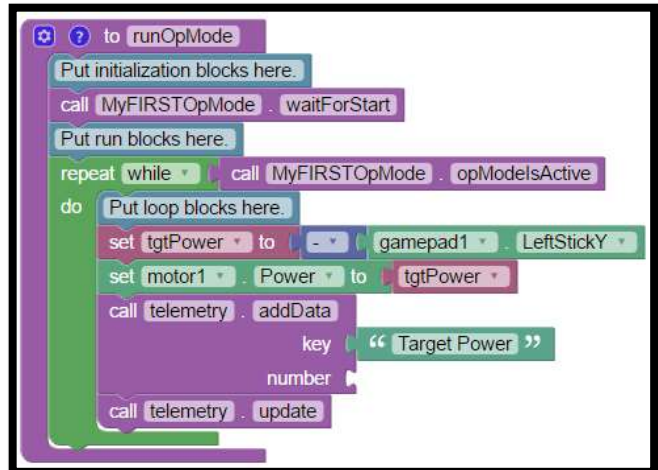 ? to runOpMode
Put initialization blocks here.
call MyFIRSTOpMode . waitForStart
Put run blocks here.
repeat while call MyFIRSTOpMode . opModeIsActive
do Put loop blocks here.
set tgtPower to - gamepad1 . LeftStickY
set motor1 . Power to tgtPower
call telemetry . addData
key “ Target Power ”
number
call telemetry . update